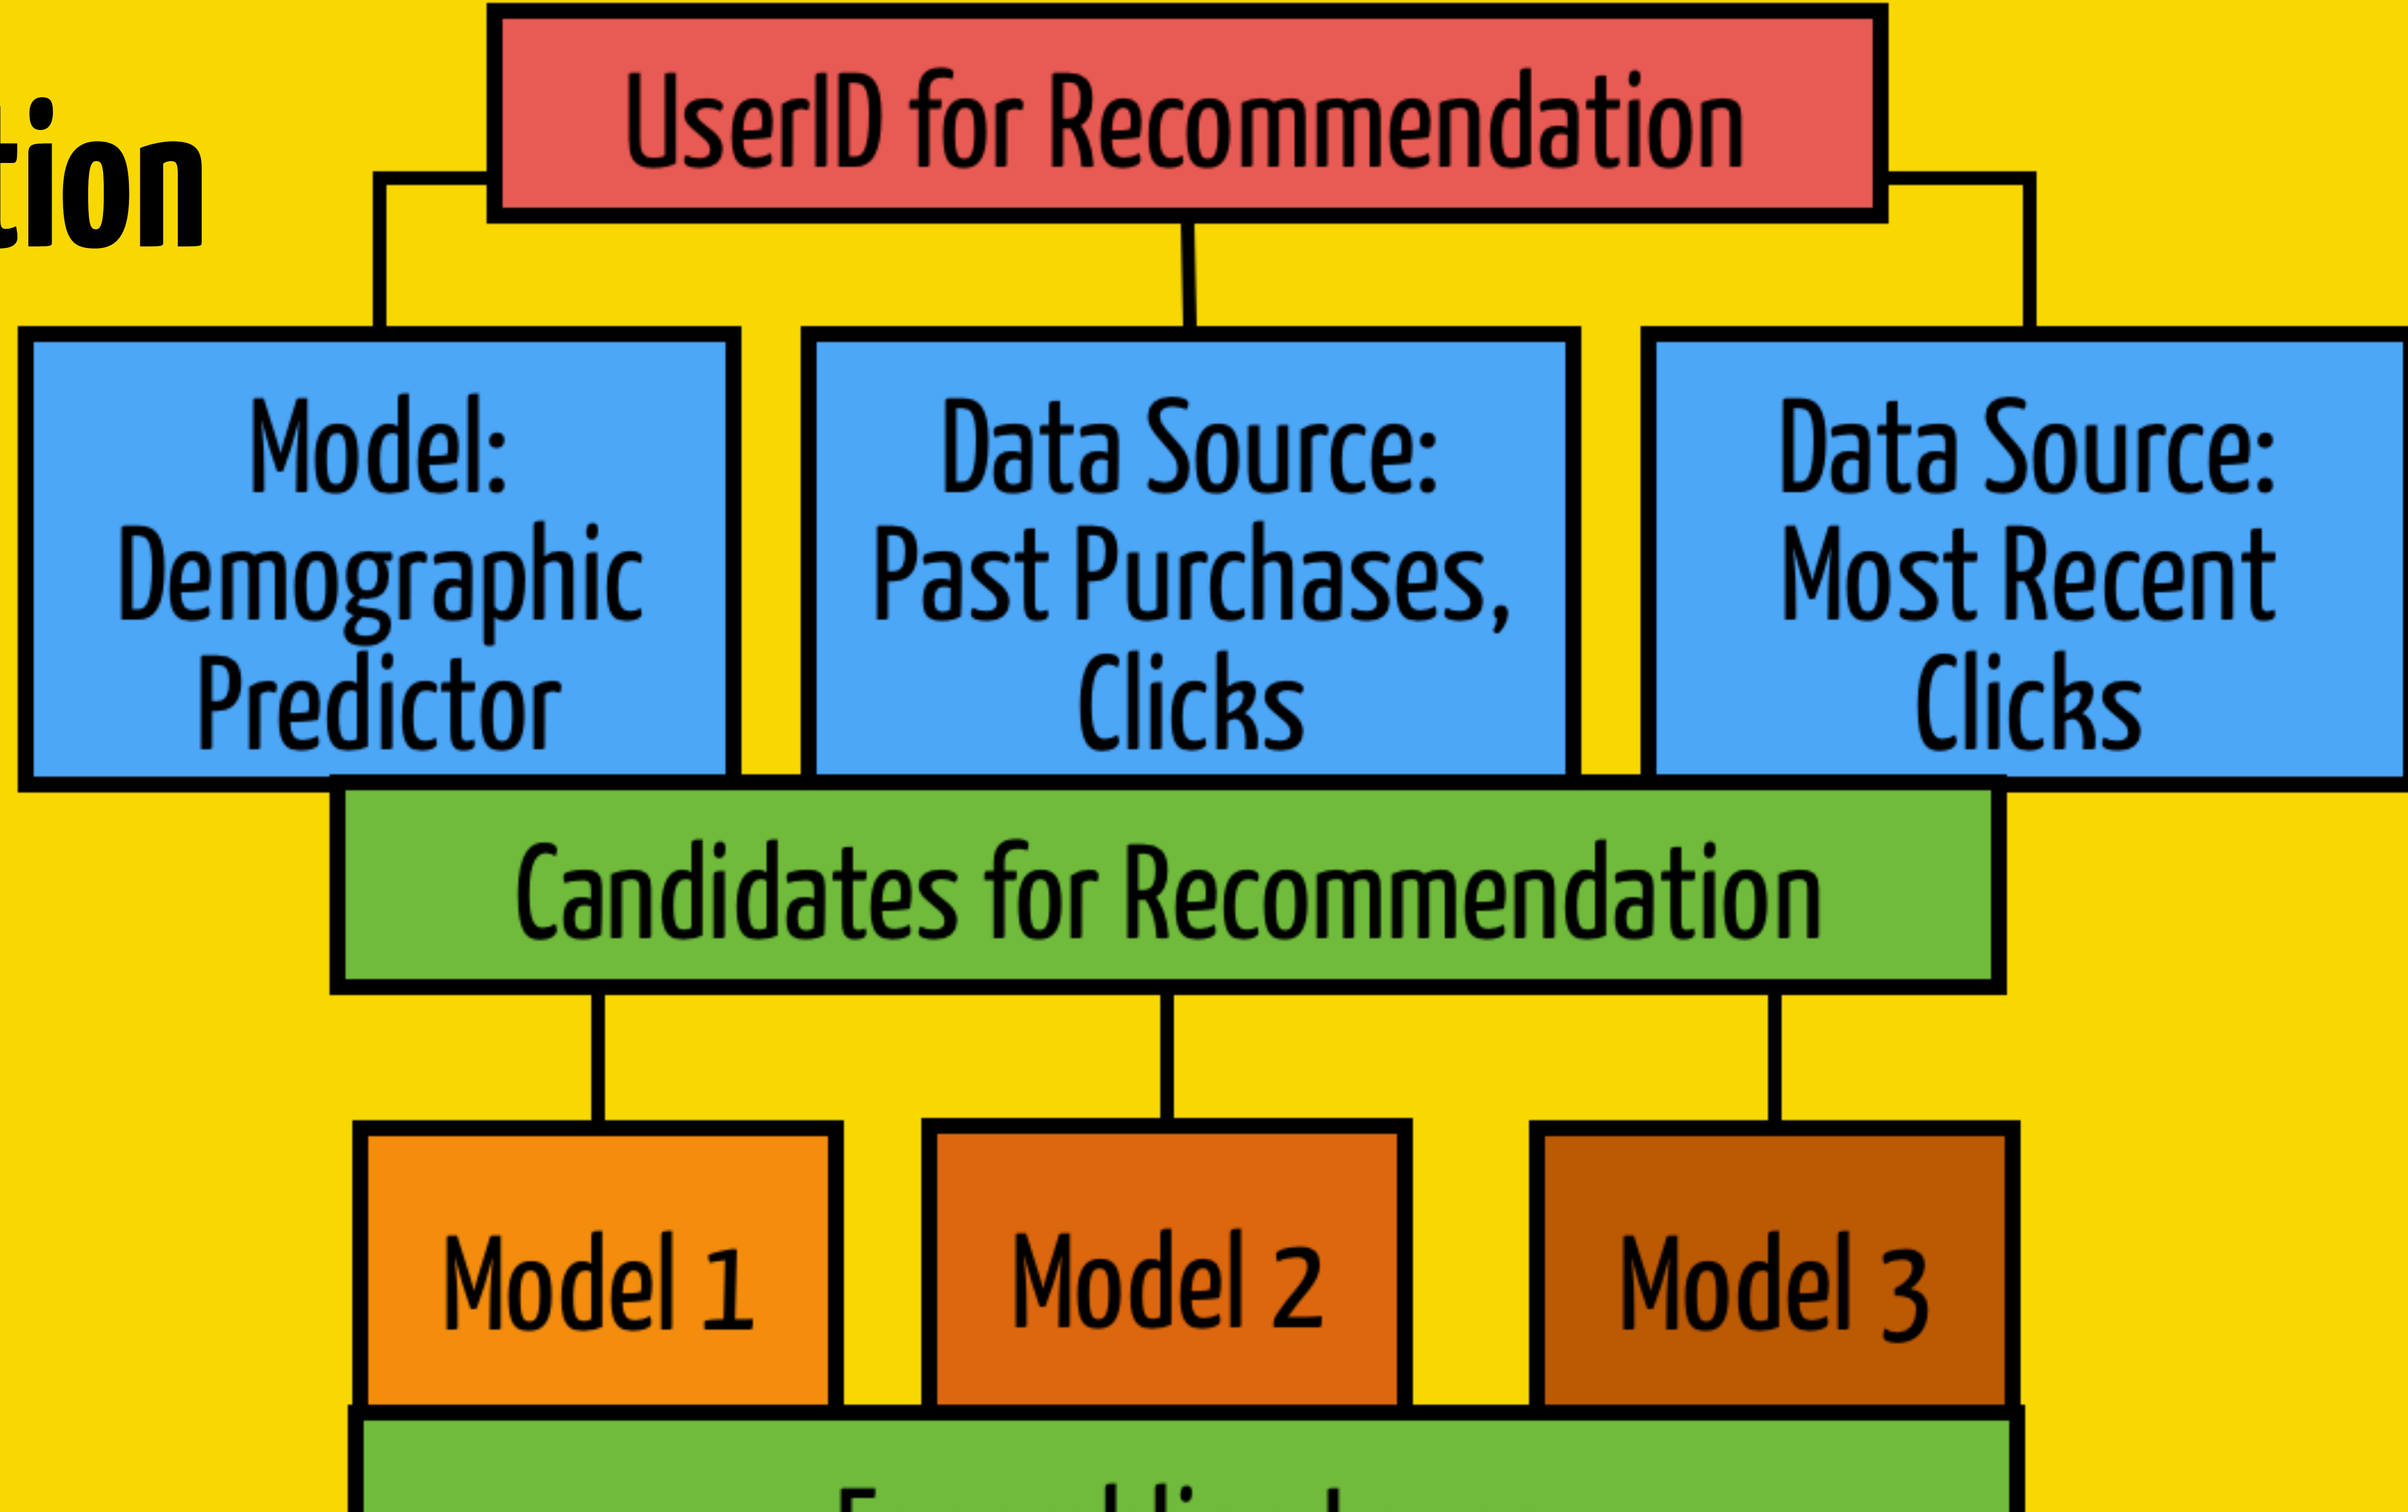 UserID for Recommendation
Model:
Demographic
Predictor
Data Source:
Past Purchases,
Clicks
Data Source:
Most Recent
Clicks
Candidates for Recommendation
Model 1
Model 2
Model 3